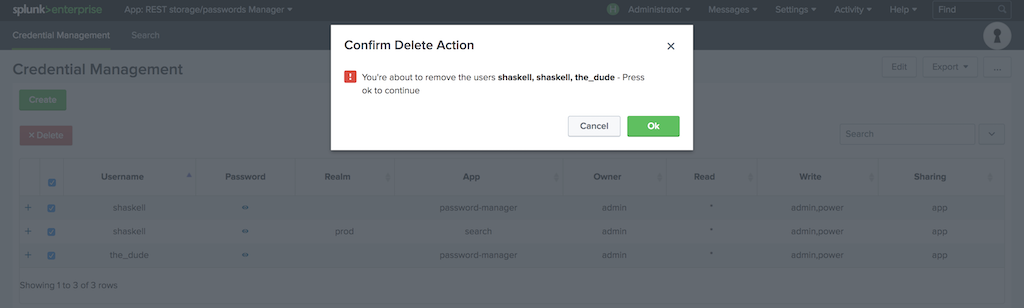 splunk>enterprise App: REST storage/passwords Manager Administrator Messages Settings Activity Help Find
Credential Management Search
Confirm Delete Action ×
! You're about to remove the users shaskell, shaskell, the_dude - Press
ok to continue
Cancel Ok
Credential Management Edit Export ...
Create
× Delete Search
Username Password Realm App Owner Read Write Sharing
+ shaskell password-manager admin * admin,power app
+ shaskell prod search admin * admin,power app
+ the_dude password-manager admin * admin,power app
Showing 1 to 3 of 3 rows